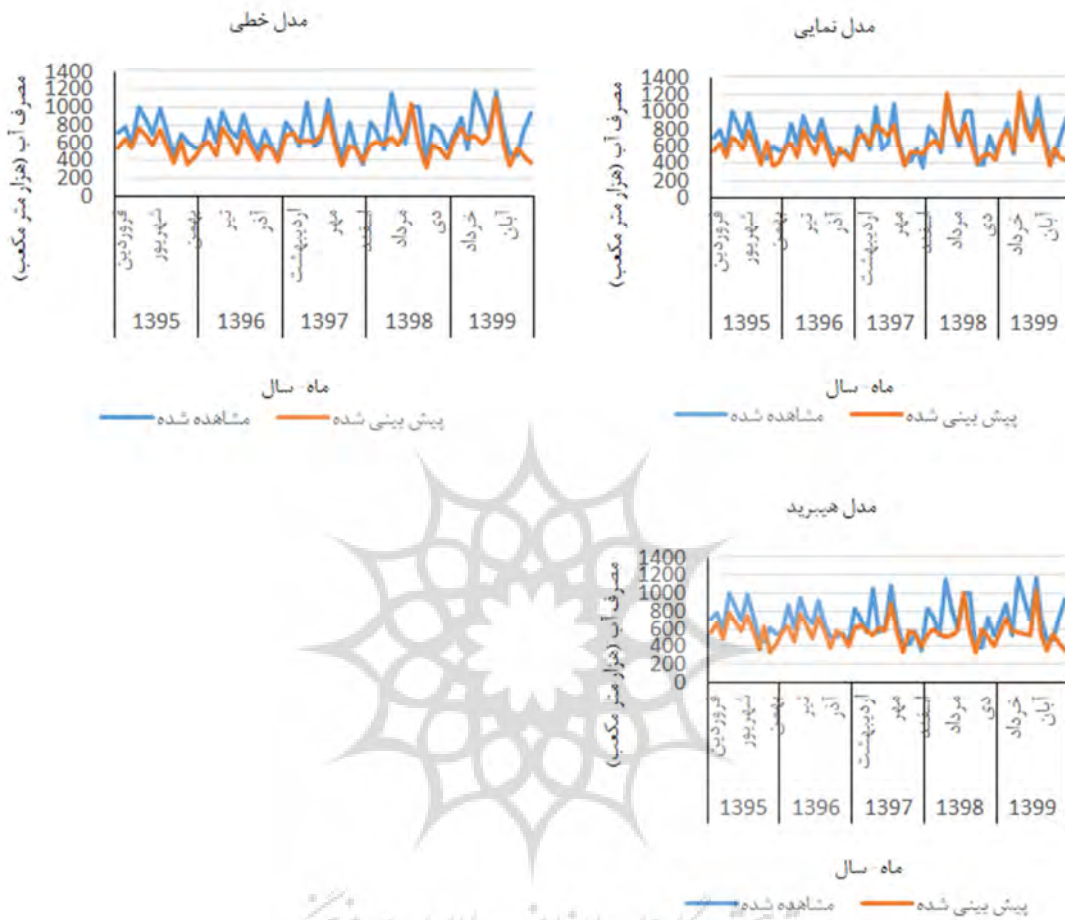 مدل خطی
مصرف آب (هزار متر مکعب)
1400
1200
1000
800
600
400
200
0
فروردین شهریور بهمن تیر آذر اردیبهشت مهر اسفند مرداد دی خرداد آبان
1395 1396 1397 1398 1399
ماه - سال
مشاهده شده پیش بینی شده
مدل نمایی
مصرف آب (هزار متر مکعب)
1400
1200
1000
800
600
400
200
0
فروردین شهریور بهمن تیر آذر اردیبهشت مهر اسفند مرداد دی خرداد آبان
1395 1396 1397 1398 1399
ماه - سال
مشاهده شده پیش بینی شده
مدل هیبرید
مصرف آب (هزار متر مکعب)
1400
1200
1000
800
600
400
200
0
فروردین شهریور بهمن تیر آذر اردیبهشت مهر اسفند مرداد دی خرداد آبان
1395 1396 1397 1398 1399
ماه - سال
مشاهده شده پیش بینی شده